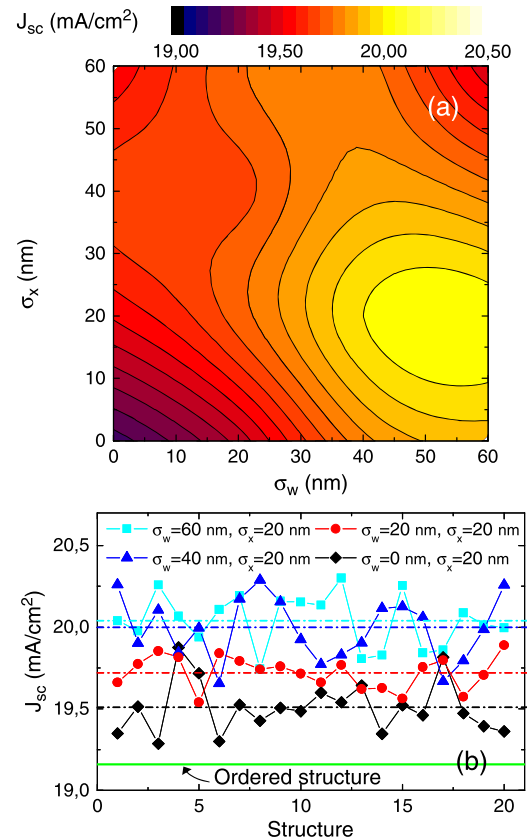 J_sc (mA/cm²)
19,00 19,50 20,00 20,50
60
50
40
30
20
10
0
σ_x (nm)
(a)
0 10 20 30 40 50 60
σ_w (nm)
σ_w=60 nm, σ_x=20 nm σ_w=20 nm, σ_x=20 nm
σ_w=40 nm, σ_x=20 nm σ_w=0 nm, σ_x=20 nm
20,5
20,0
19,5
19,0
J_sc (mA/cm²)
Ordered structure
(b)
0 5 10 15 20
Structure